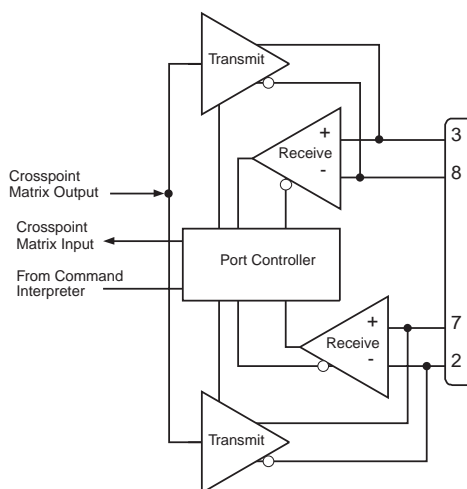 Transmit
+
Receive
-
3
8
Crosspoint
Matrix Output
Crosspoint
Matrix Input
From Command
Interpreter
Port Controller
+
Receive
-
7
2
Transmit